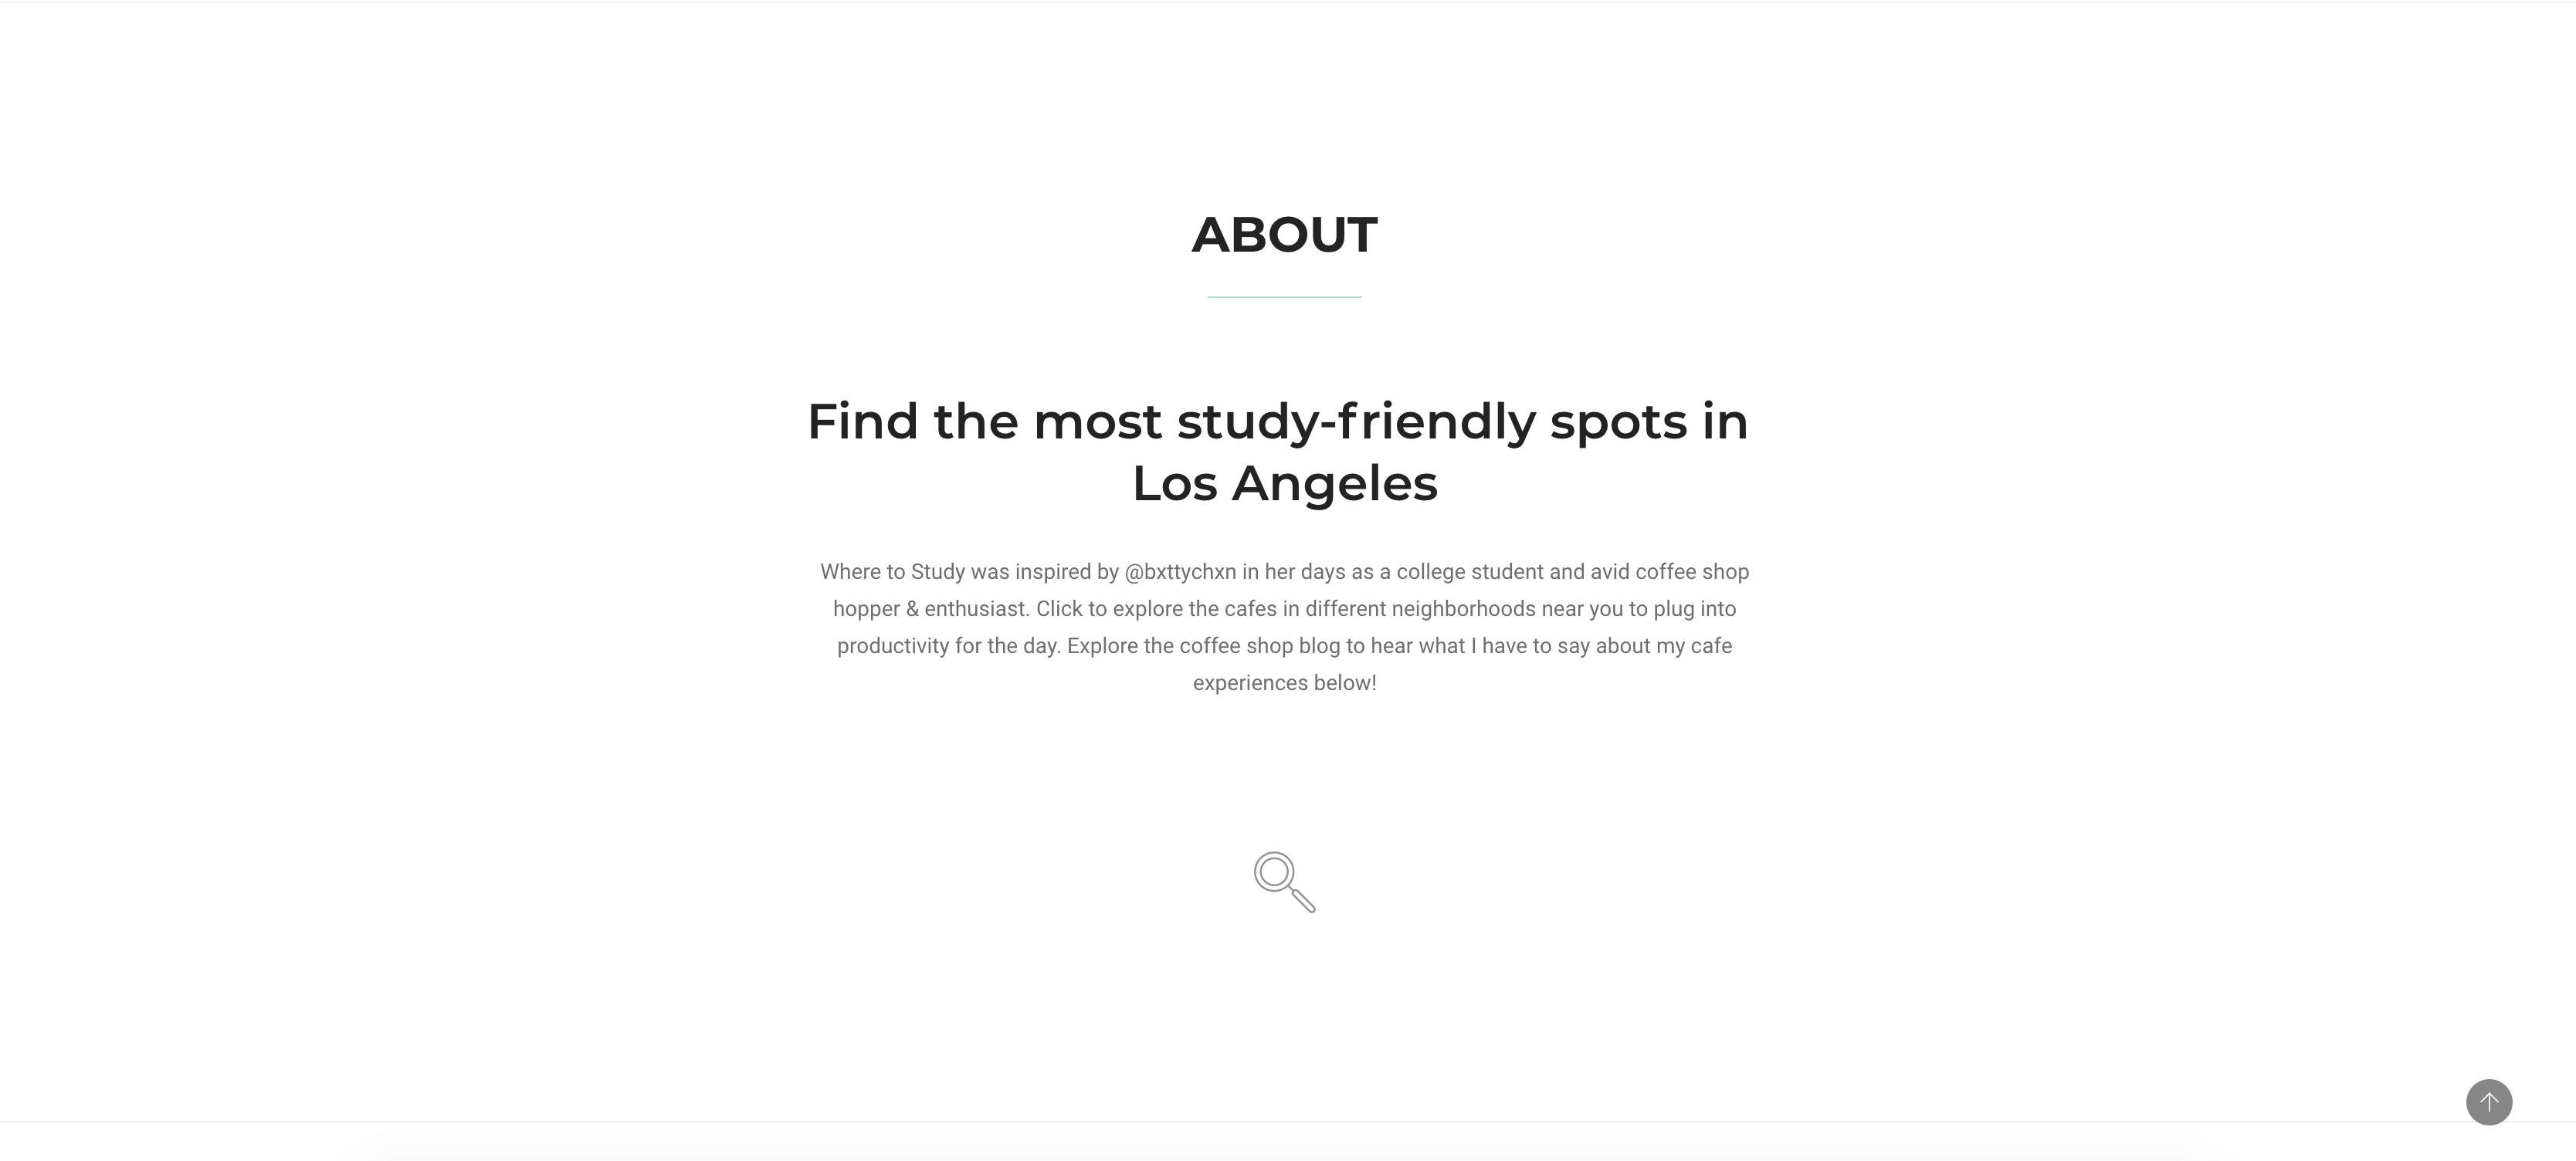 ABOUT
Find the most study-friendly spots in
Los Angeles
Where to Study was inspired by @bxttychxn in her days as a college student and avid coffee shop
hopper & enthusiast. Click to explore the cafes in different neighborhoods near you to plug into
productivity for the day. Explore the coffee shop blog to hear what I have to say about my cafe
experiences below!